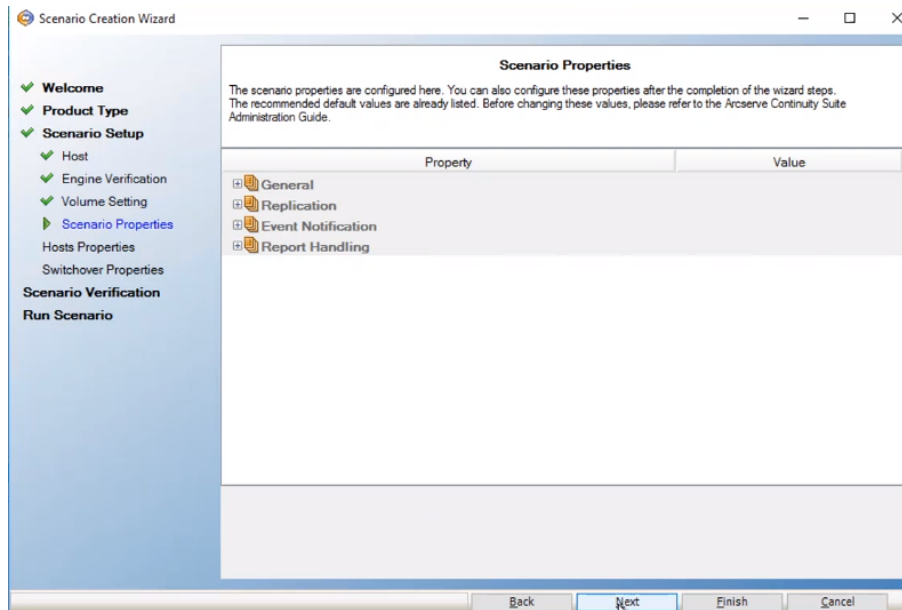 Scenario Creation Wizard
Welcome
Product Type
Scenario Setup
Host
Engine Verification
Volume Setting
Scenario Properties
Hosts Properties
Switchover Properties
Scenario Verification
Run Scenario
Scenario Properties
The scenario properties are configured here. You can also configure these properties after the completion of the wizard steps.
The recommended default values are already listed. Before changing these values, please refer to the Arcserve Continuity Suite
Administration Guide.
Property Value
General
Replication
Event Notification
Report Handling
Back Next Finish Cancel